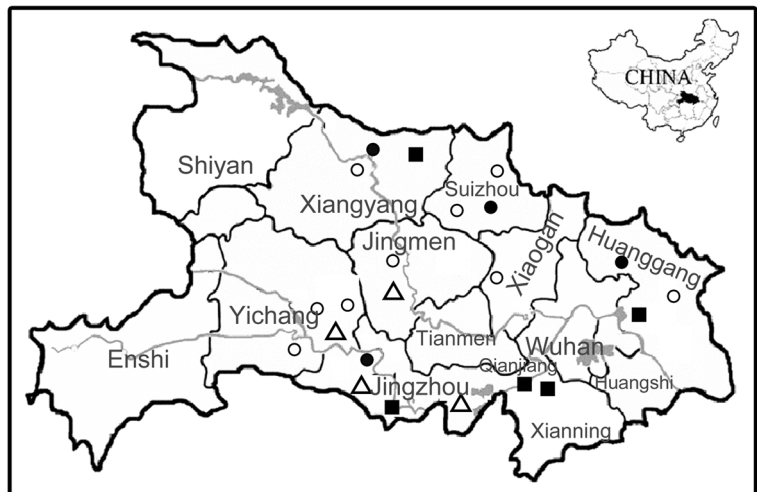 CHINA
Shiyan
Suizhou
Xiangyang
Jingmen
Xiaogan
Huanggang
Yichang
Tianmen
Wuhan
Enshi
Qianjiang
Jingzhou
Huangshi
Xianning